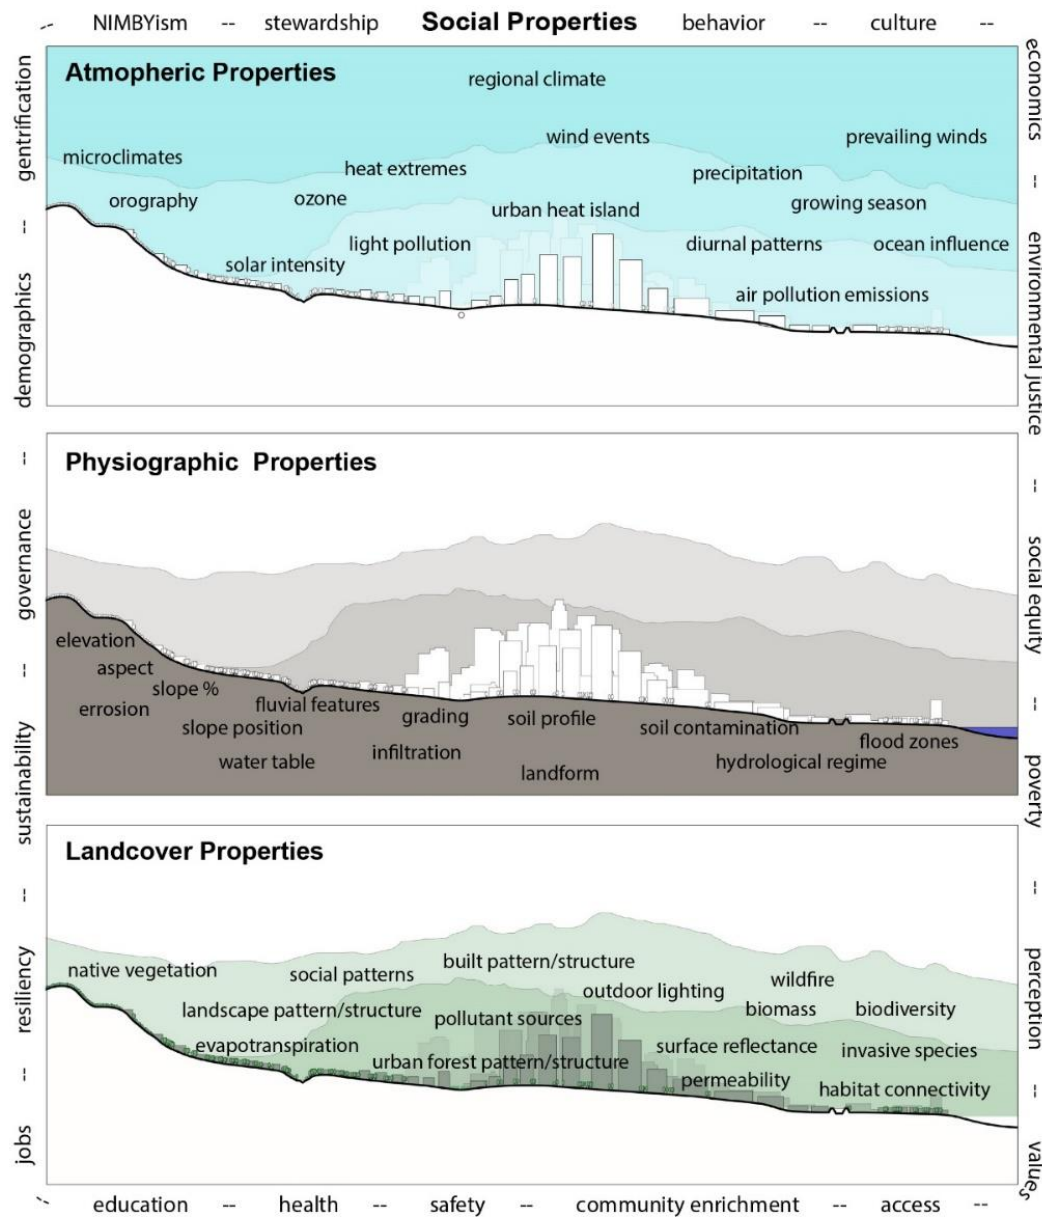 -- NIMBYism -- stewardship Social Properties behavior -- culture --
gentrification -- demographics -- governance -- sustainability -- resiliency -- jobs
economics -- environmental justice -- social equity -- poverty -- perception -- values
Atmopheric Properties
regional climate
wind events
prevailing winds
microclimates
heat extremes
precipitation
orography
ozone
growing season
urban heat island
light pollution
diurnal patterns
ocean influence
solar intensity
air pollution emissions
Physiographic Properties
elevation
aspect
slope %
errosion
fluvial features
slope position
grading
soil profile
soil contamination
flood zones
water table
infiltration
hydrological regime
landform
Landcover Properties
native vegetation
social patterns
built pattern/structure
wildfire
outdoor lighting
landscape pattern/structure
biomass
biodiversity
pollutant sources
evapotranspiration
surface reflectance
invasive species
urban forest pattern/structure
permeability
habitat connectivity
-- education -- health -- safety -- community enrichment -- access --